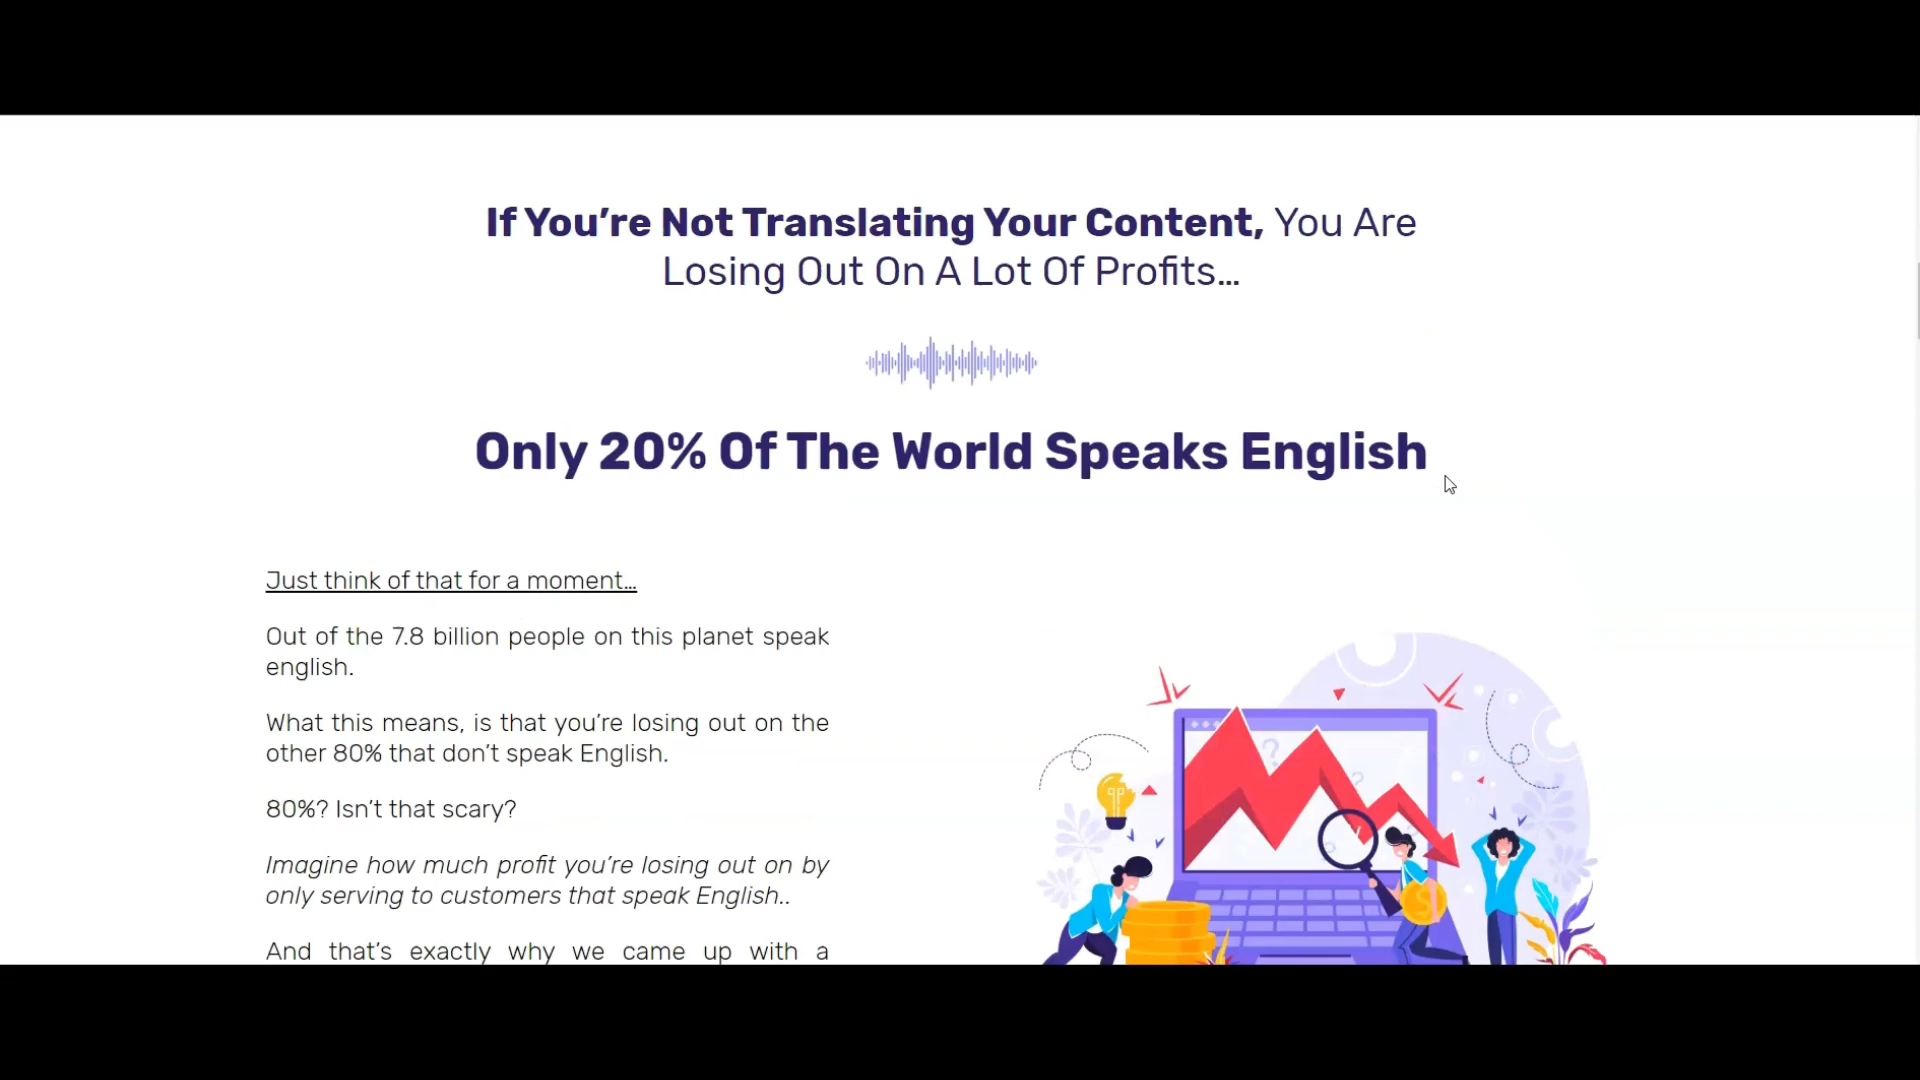 If You’re Not Translating Your Content, You Are
Losing Out On A Lot Of Profits...
Only 20% Of The World Speaks English
Just think of that for a moment...
Out of the 7.8 billion people on this planet speak
english.
What this means, is that you’re losing out on the
other 80% that don’t speak English.
80%? Isn’t that scary?
Imagine how much profit you’re losing out on by
only serving to customers that speak English..
And that’s exactly why we came up with a